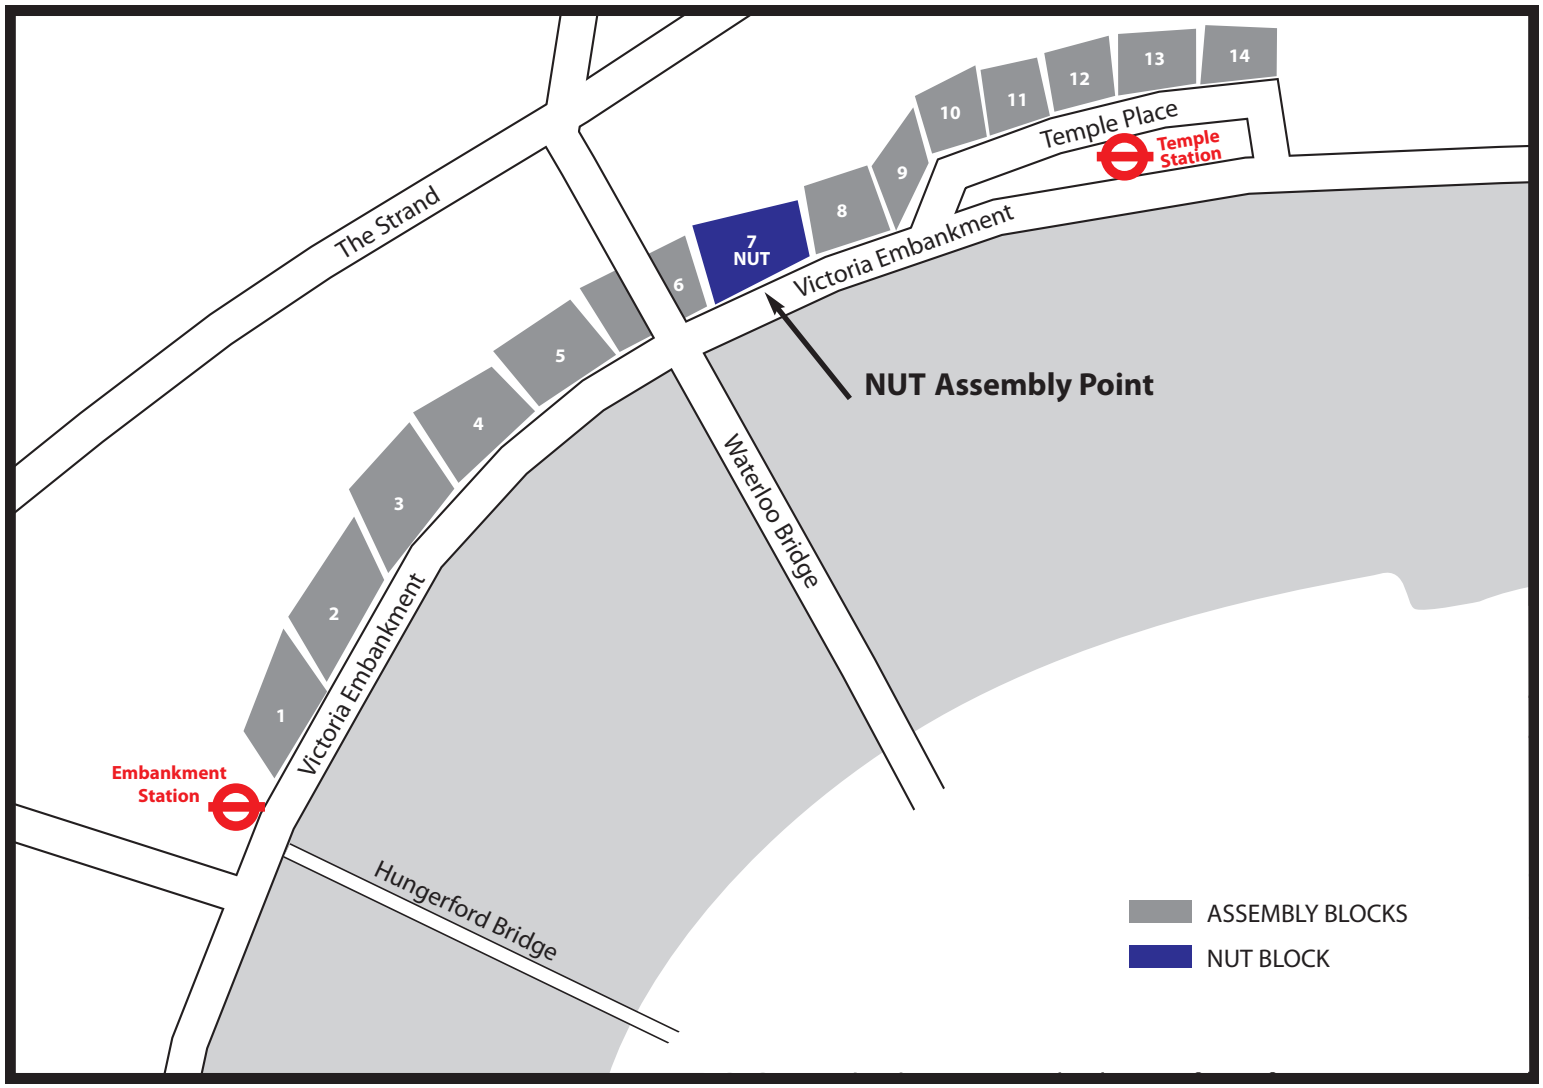 14
13
12
11
10
Temple Place
Temple
Station
9
8
The Strand
7
NUT
Victoria Embankment
6
5
NUT Assembly Point
4
Waterloo Bridge
3
2
Victoria Embankment
1
Embankment
Station
Hungerford Bridge
ASSEMBLY BLOCKS
NUT BLOCK